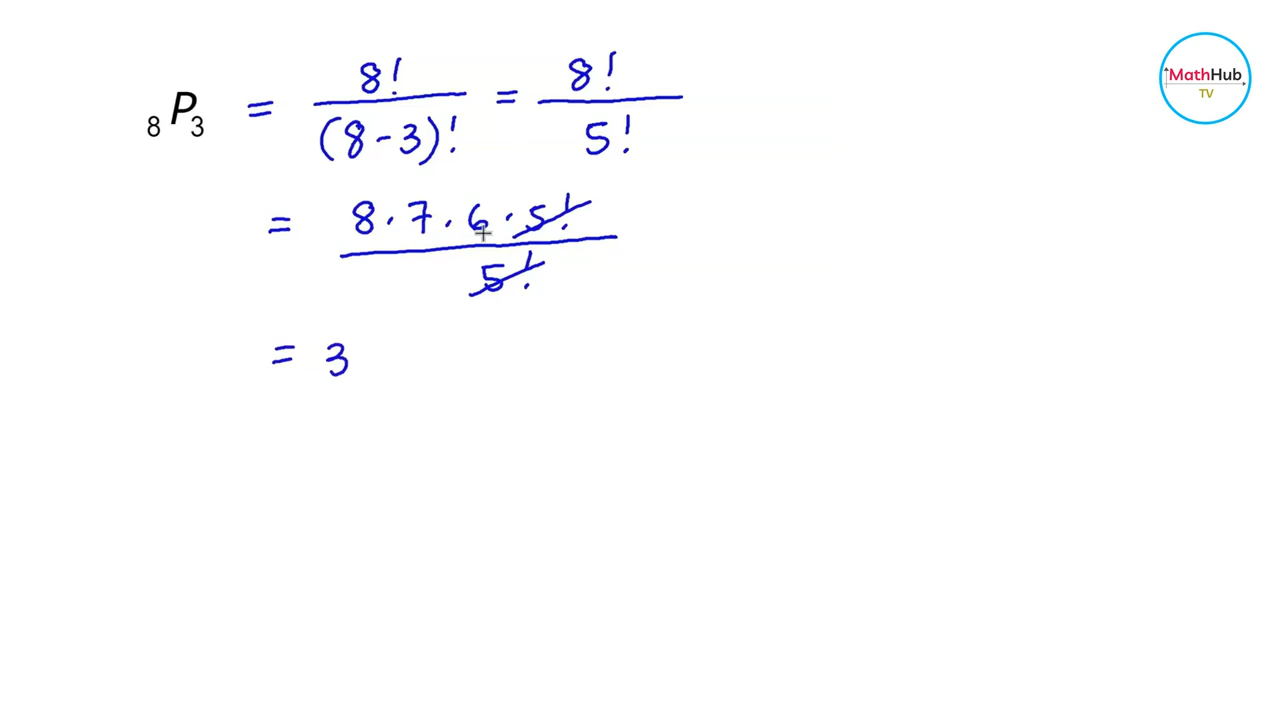 ₈P₃ = 8! / (8-3)! = 8! / 5!
= 8 · 7 · 6 · 5! / 5!
= 3
MathHub
TV